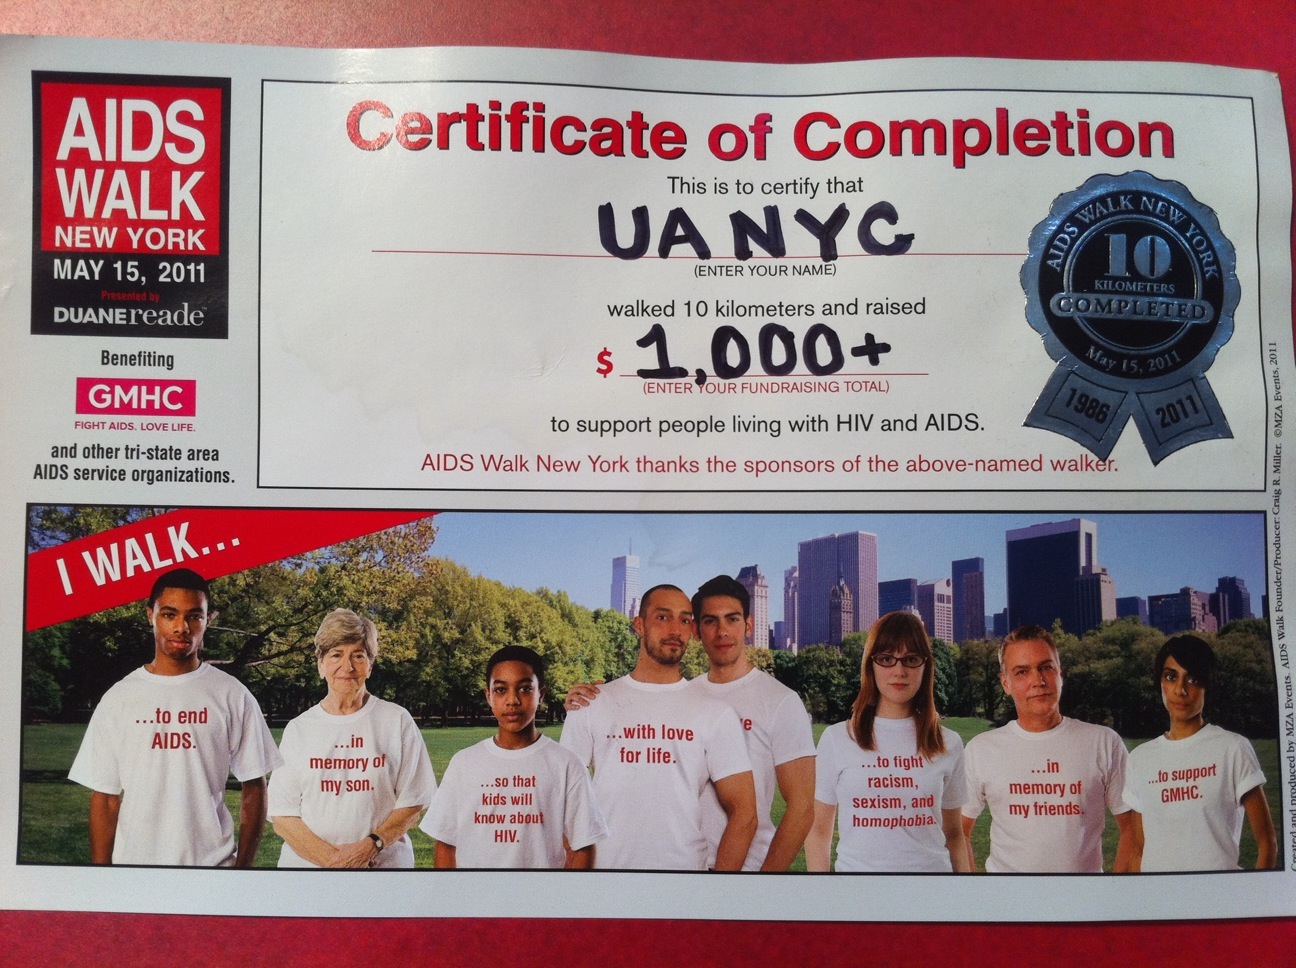 AIDS
WALK
NEW YORK
MAY 15, 2011
Presented by
DUANEreade
Benefiting
GMHC
FIGHT AIDS. LOVE LIFE.
and other tri-state area
AIDS service organizations.
Certificate of Completion
This is to certify that
UANYC
(ENTER YOUR NAME)
walked 10 kilometers and raised
$ 1,000+
(ENTER YOUR FUNDRAISING TOTAL)
to support people living with HIV and AIDS.
AIDS Walk New York thanks the sponsors of the above-named walker.
AIDS WALK NEW YORK
10
KILOMETERS
COMPLETED
May 15, 2011
1986
2011
I WALK...
...to end
AIDS.
...in
memory of
my son.
...so that
kids will
know about
HIV.
...with love
for life.
...to fight
racism,
sexism, and
homophobia.
...in
memory of
my friends.
...to support
GMHC.
Created and produced by MZA Events. AIDS Walk Founder/Producer: Craig R. Miller. ©MZA Events, 2011